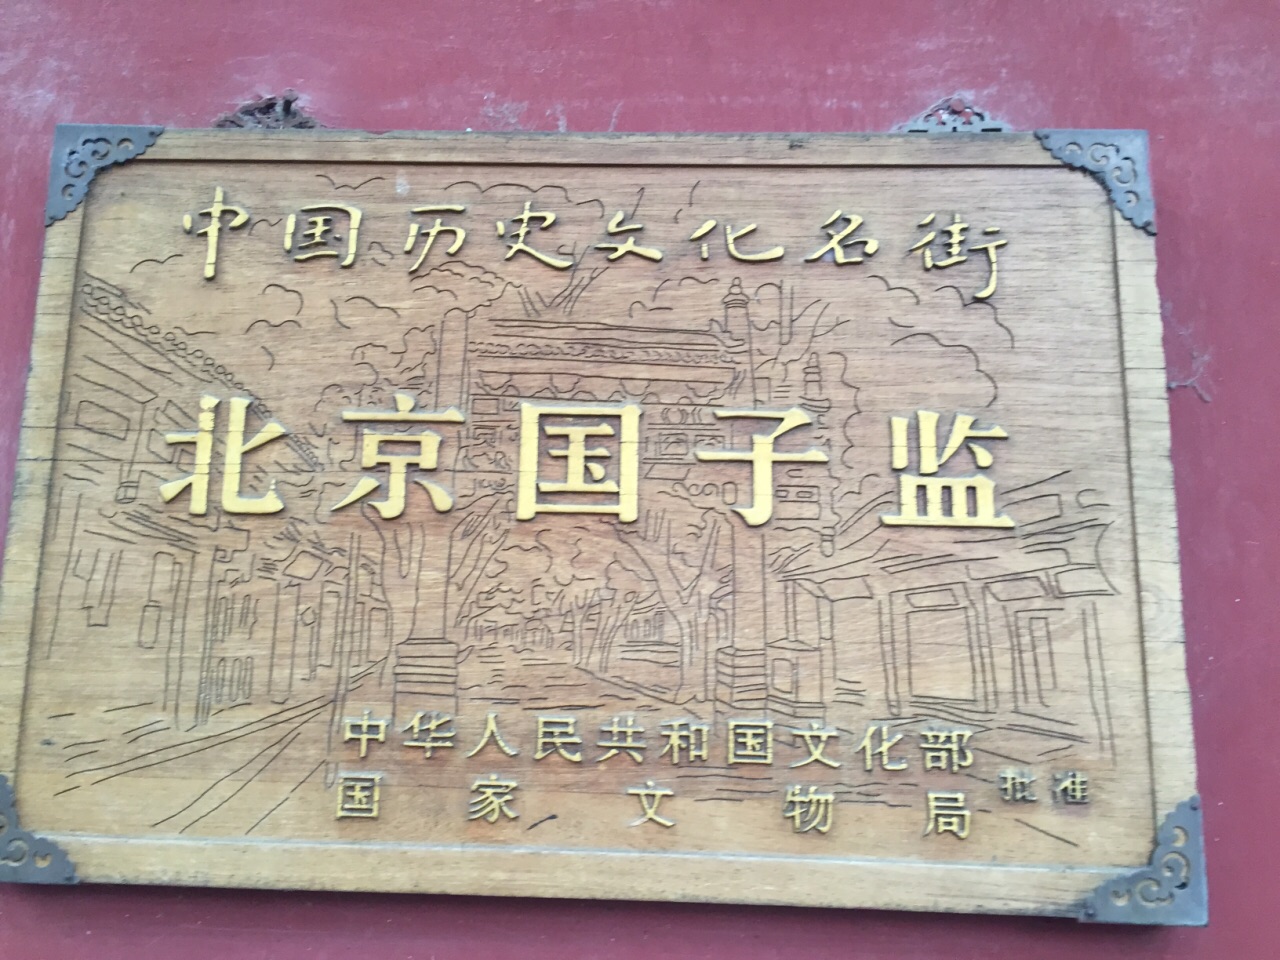 中国历史文化名街
北京国子监
中华人民共和国文化部
国家文物局
批准